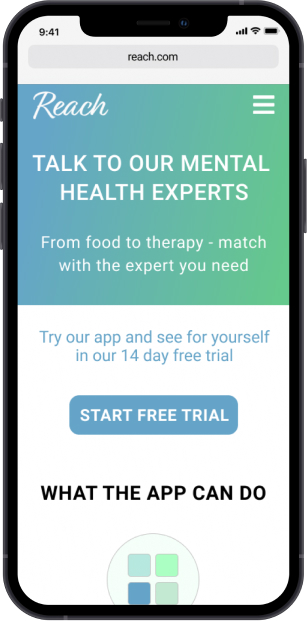 9:41
reach.com
Reach
TALK TO OUR MENTAL
HEALTH EXPERTS
From food to therapy - match
with the expert you need
Try our app and see for yourself
in our 14 day free trial
START FREE TRIAL
WHAT THE APP CAN DO